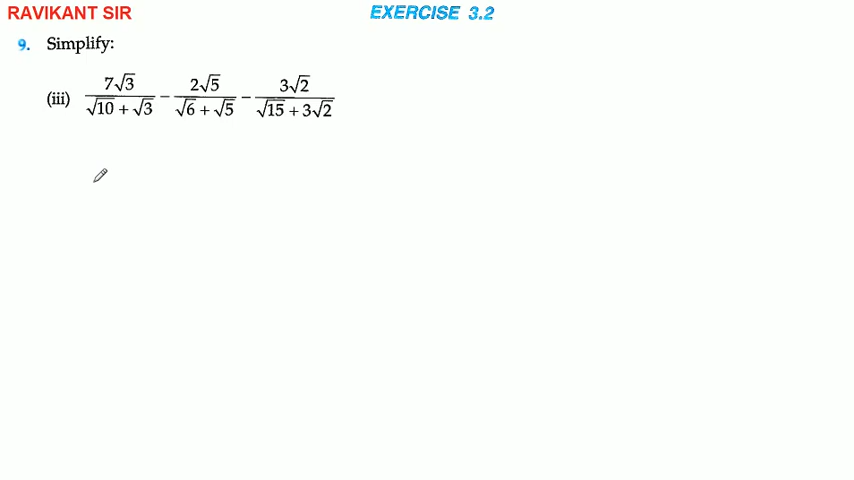 RAVIKANT SIR EXERCISE 3.2
9. Simplify:
(iii) 7√3/(√10 + √3) − 2√5/(√6 + √5) − 3√2/(√15 + 3√2)